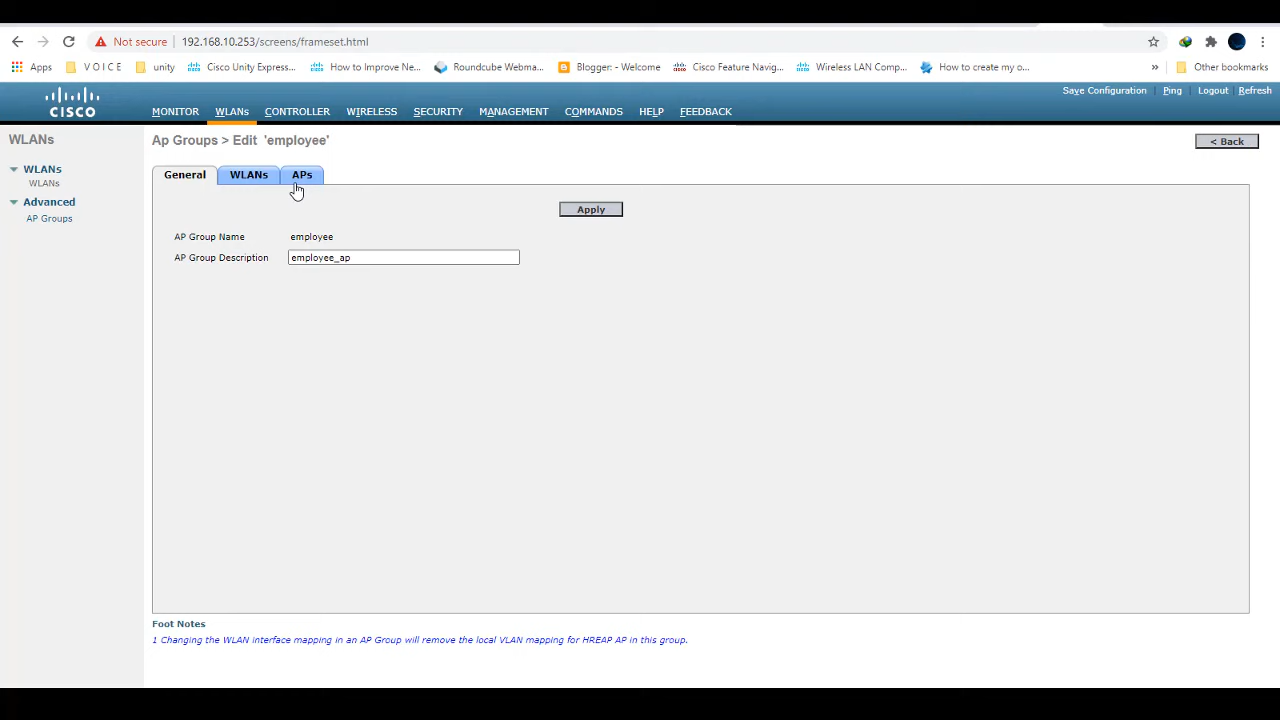 Not secure 192.168.10.253/screens/frameset.html
Apps V O I C E unity Cisco Unity Express... How to Improve Ne... Roundcube Webma... Blogger: - Welcome Cisco Feature Navig... Wireless LAN Comp... How to create my o... » Other bookmarks
CISCO
Save Configuration | Ping | Logout | Refresh
MONITOR WLANs CONTROLLER WIRELESS SECURITY MANAGEMENT COMMANDS HELP FEEDBACK
WLANs
WLANs
WLANs
Advanced
AP Groups
Ap Groups > Edit 'employee'
< Back
General WLANs APs
Apply
AP Group Name employee
AP Group Description employee_ap
Foot Notes
1 Changing the WLAN interface mapping in an AP Group will remove the local VLAN mapping for HREAP AP in this group.